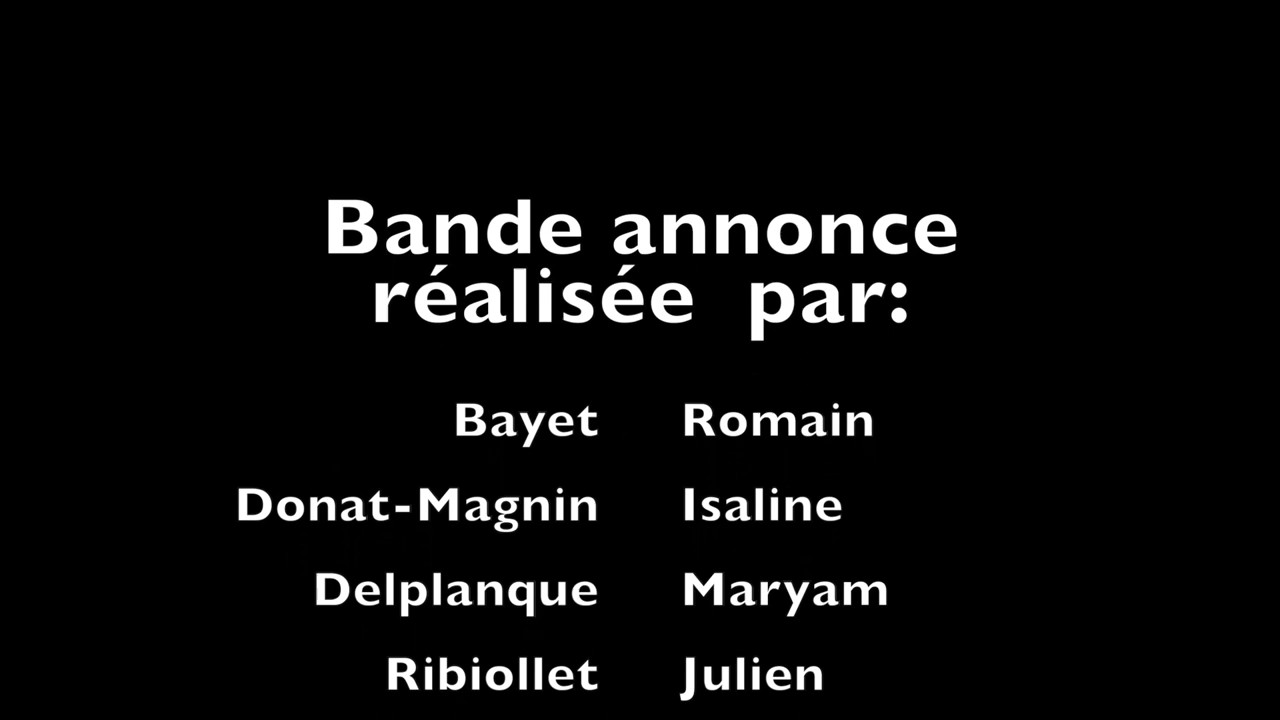 Bande annonce
réalisée par:
Bayet Romain
Donat-Magnin Isaline
Delplanque Maryam
Ribiollet Julien